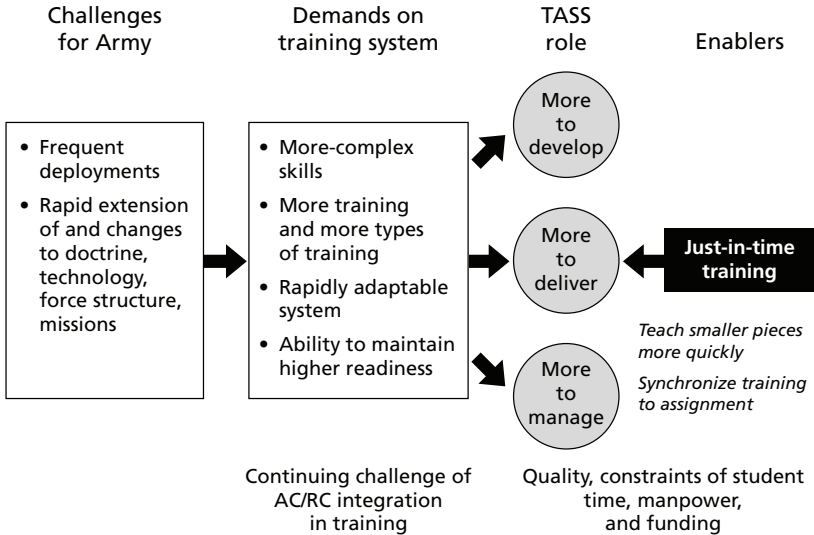 Challenges
for Army
Demands on
training system
TASS
role
Enablers
• Frequent
deployments
• Rapid extension
of and changes
to doctrine,
technology,
force structure,
missions
• More-complex
skills
• More training
and more types
of training
• Rapidly adaptable
system
• Ability to maintain
higher readiness
More
to
develop
More
to
deliver
More
to
manage
Just-in-time
training
Teach smaller pieces
more quickly
Synchronize training
to assignment
Continuing challenge of
AC/RC integration
in training
Quality, constraints of student
time, manpower,
and funding